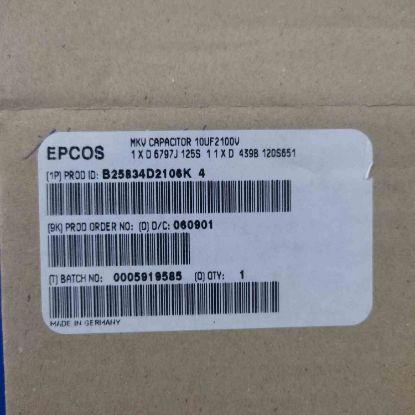 EPCOS
MKV CAPACITOR 10UF2100V
1 X D 6797J 125S 1 1 X D 439B 120S651
(1P) PROD ID: B25834D2106K 4
(9K) PROD ORDER NO: (D) D/C: 060901
(T) BATCH NO: 0005919585 (Q) QTY: 1
MADE IN GERMANY